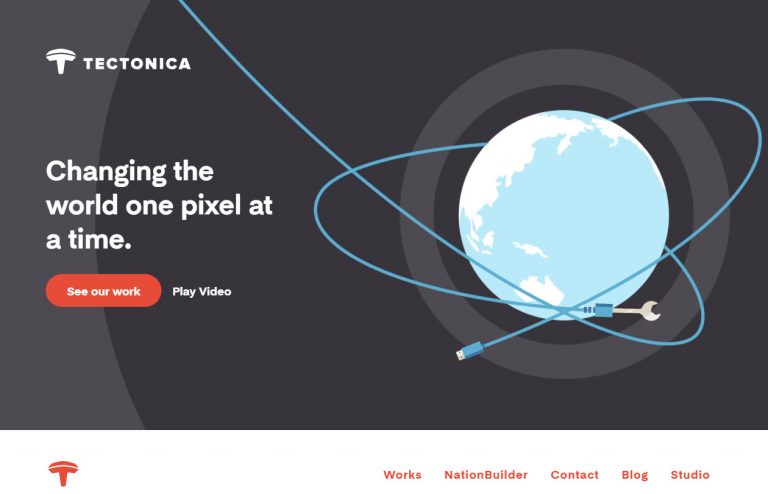 TECTONICA
Changing the
world one pixel at
a time.
See our work
Play Video
Works
NationBuilder
Contact
Blog
Studio